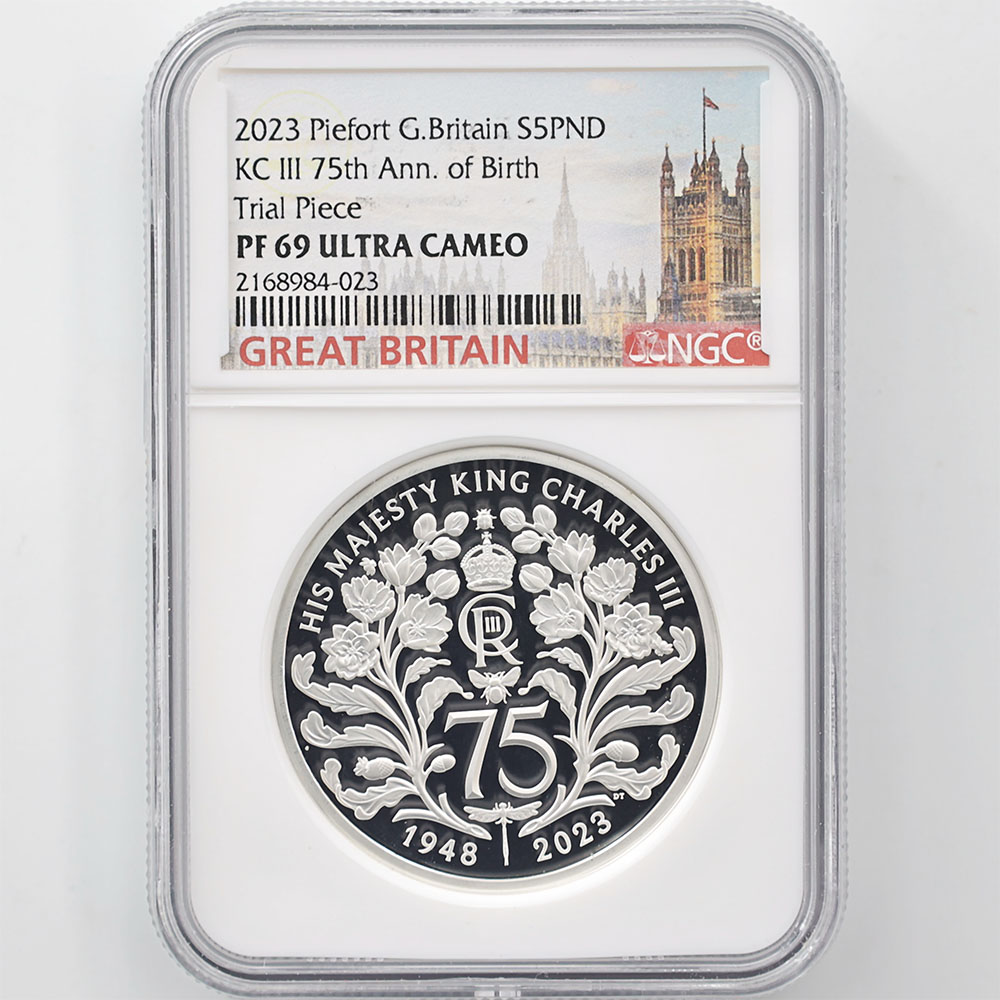 2023 Piefort G.Britain S5PND
KC III 75th Ann. of Birth
Trial Piece
PF 69 ULTRA CAMEO
2168984-023
GREAT BRITAIN
NGC®
HIS MAJESTY KING CHARLES III
CR III
75
DT
1948 2023